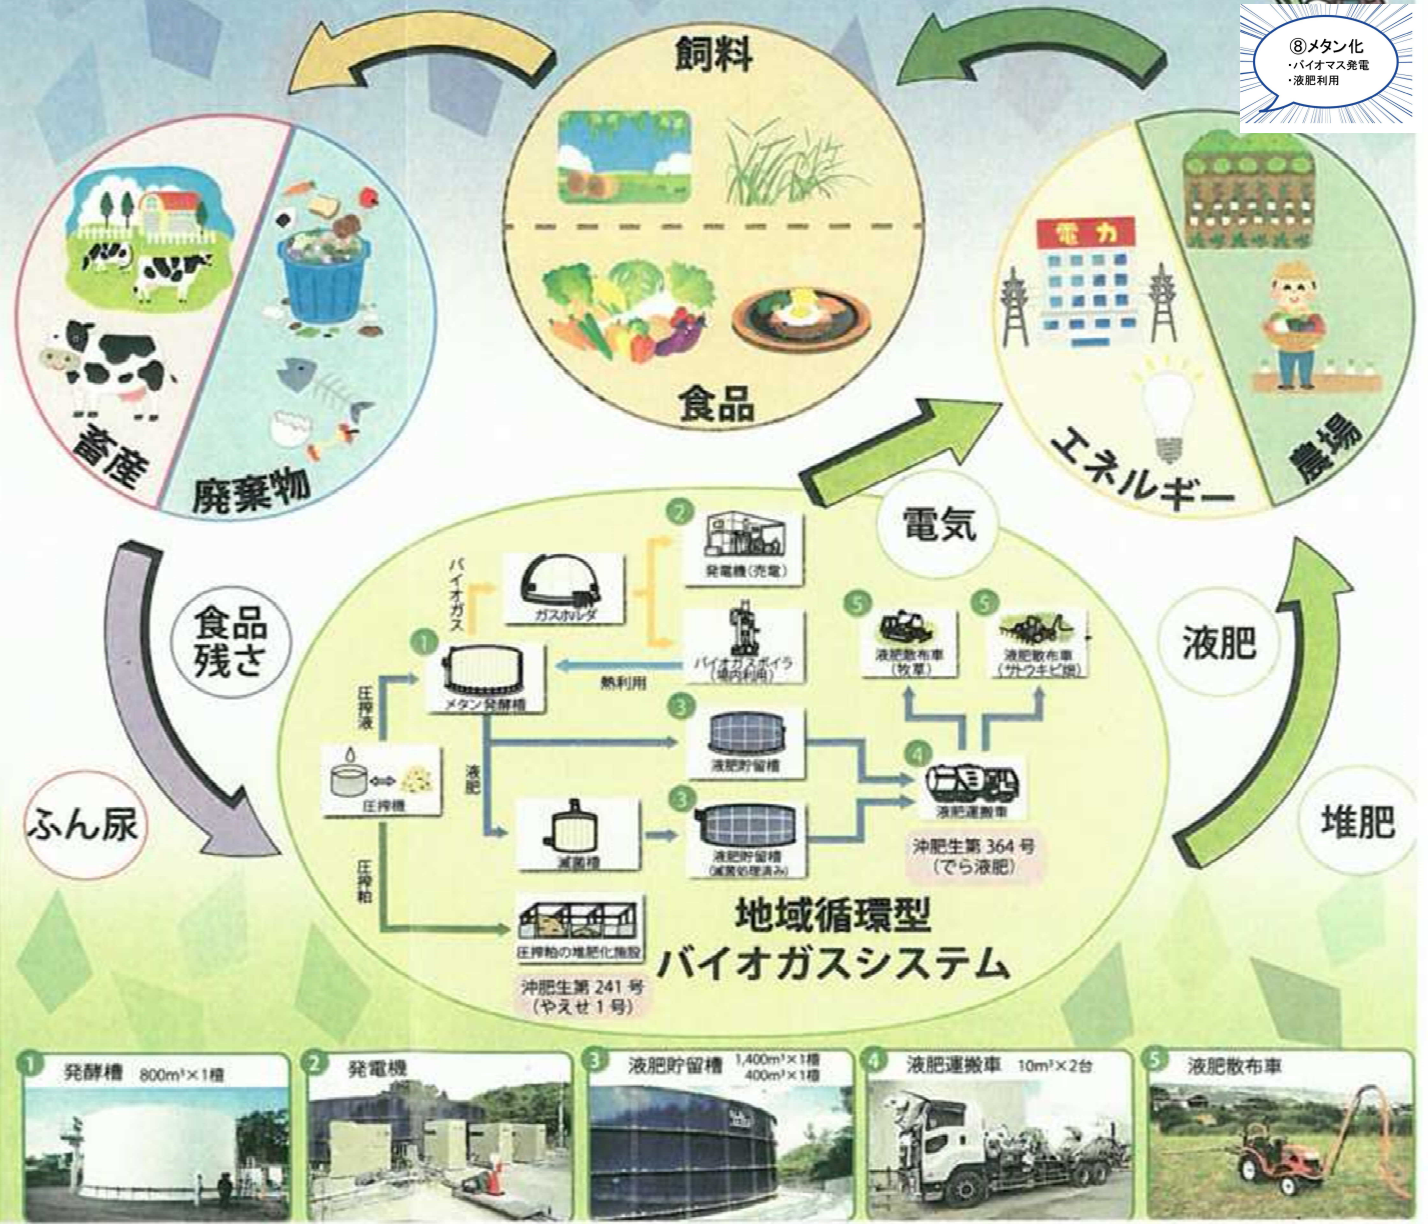 ⑧メタン化
・バイオマス発電
・液肥利用
飼料
食品
畜産
廃棄物
電力
エネルギー
農場
電気
食品
残さ
ふん尿
液肥
堆肥
バイオガス
ガスホルダ
2
発電機(売電)
バイオガスボイラ
(場内利用)
熱利用
1
メタン発酵槽
圧搾液
圧搾機
圧搾粕
液肥
3
液肥貯留槽
滅菌槽
3
液肥貯留槽
(滅菌処理済み)
5
液肥散布車
(牧草)
5
液肥散布車
(サトウキビ畑)
4
液肥運搬車
沖肥生第 364 号
(でら液肥)
圧搾粕の堆肥化施設
沖肥生第 241 号
(やえせ 1 号)
地域循環型
バイオガスシステム
1 発酵槽 800m³×1槽
2 発電機
3 液肥貯留槽 1,400m³×1槽
400m³×1槽
4 液肥運搬車 10m³×2台
5 液肥散布車